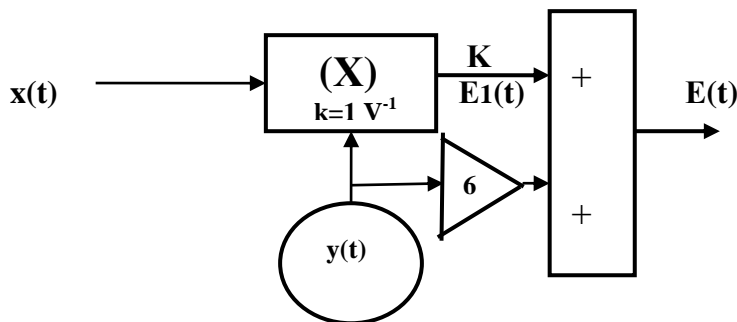 x(t)
(X)
k=1 V-1
K
E1(t)
+
E(t)
6
+
y(t)